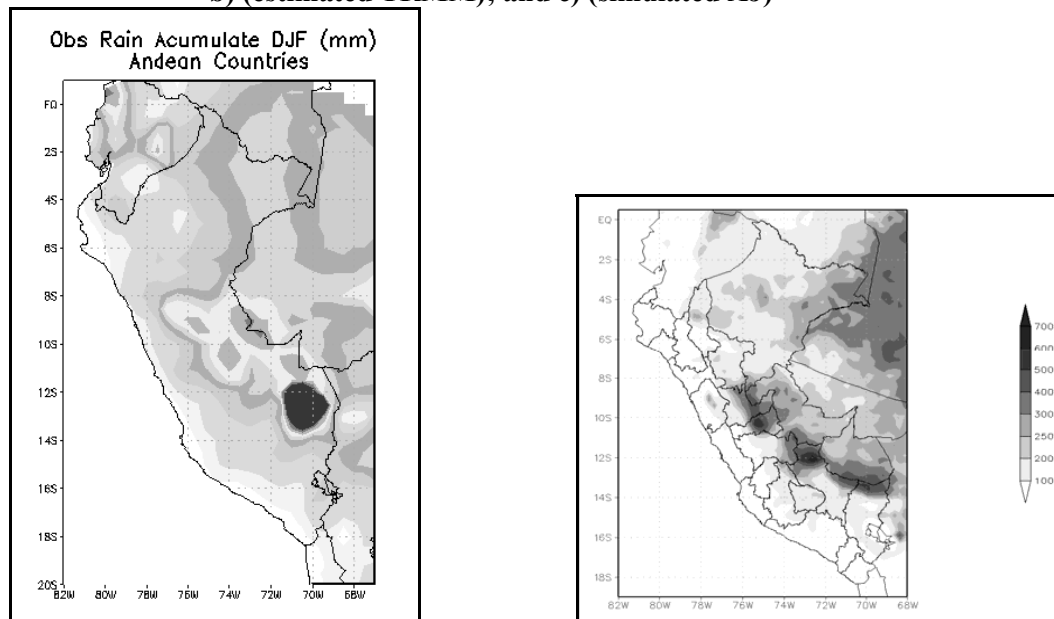 b) (estimated TRMM); and c) (simulated A9)
Obs Rain Acumulate DJF (mm)
Andean Countries
EQ
2S
4S
6S
8S
10S
12S
14S
16S
18S
20S
82W 80W 78W 76W 74W 72W 70W 68W
EQ
2S
4S
6S
8S
10S
12S
14S
16S
18S
82W 80W 78W 76W 74W 72W 70W 68W
700
600
500
400
300
250
200
100